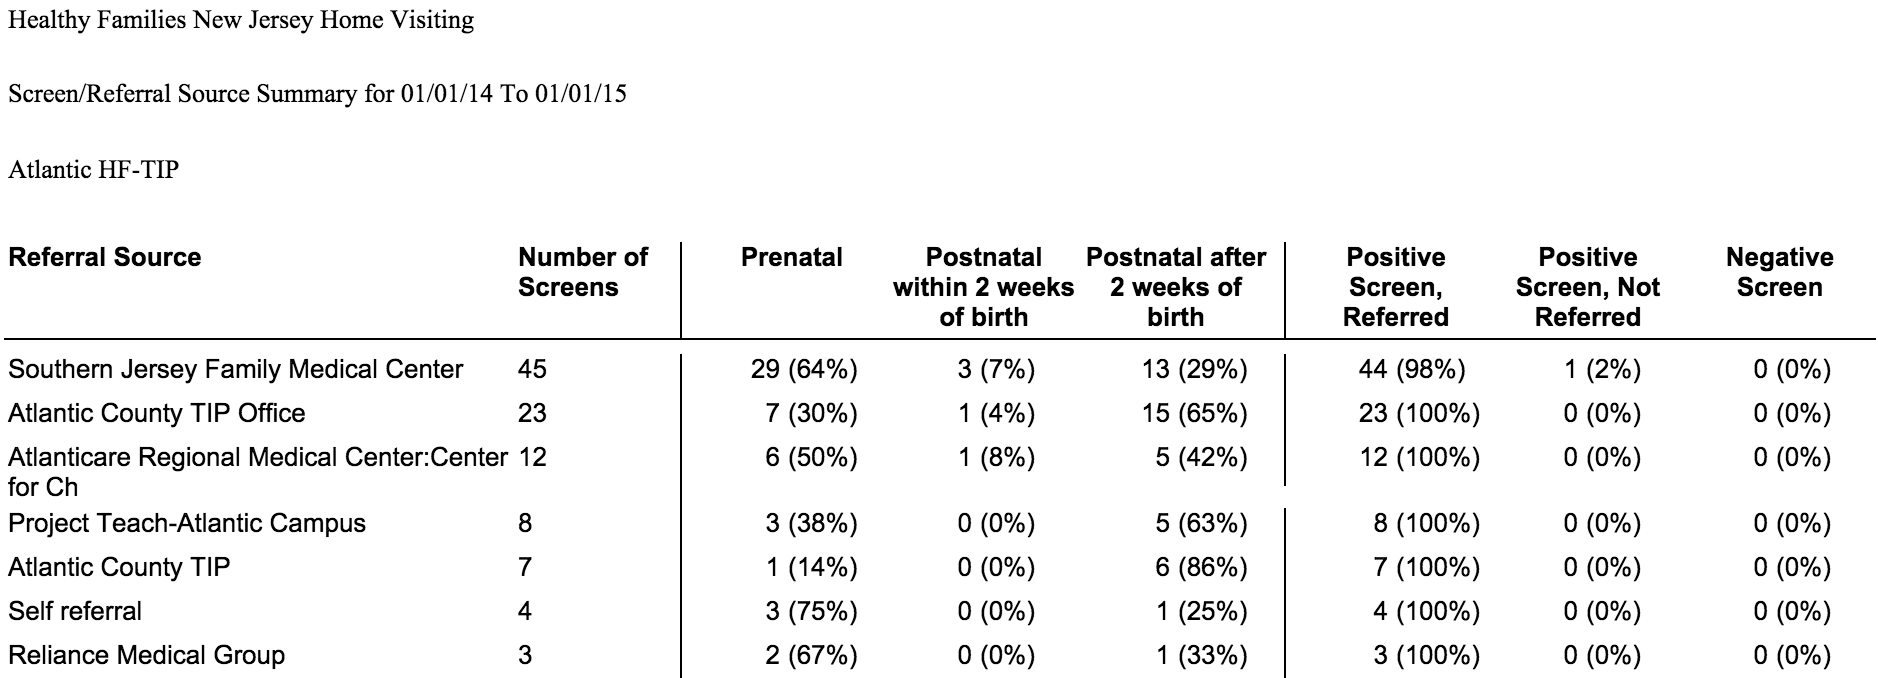 Healthy Families New Jersey Home Visiting
Screen/Referral Source Summary for 01/01/14 To 01/01/15
Atlantic HF-TIP
Referral Source Number of Screens Prenatal Postnatal within 2 weeks of birth Postnatal after 2 weeks of birth Positive Screen, Referred Positive Screen, Not Referred Negative Screen
Southern Jersey Family Medical Center 45 29 (64%) 3 (7%) 13 (29%) 44 (98%) 1 (2%) 0 (0%)
Atlantic County TIP Office 23 7 (30%) 1 (4%) 15 (65%) 23 (100%) 0 (0%) 0 (0%)
Atlanticare Regional Medical Center:Center 12 6 (50%) 1 (8%) 5 (42%) 12 (100%) 0 (0%) 0 (0%)
for Ch
Project Teach-Atlantic Campus 8 3 (38%) 0 (0%) 5 (63%) 8 (100%) 0 (0%) 0 (0%)
Atlantic County TIP 7 1 (14%) 0 (0%) 6 (86%) 7 (100%) 0 (0%) 0 (0%)
Self referral 4 3 (75%) 0 (0%) 1 (25%) 4 (100%) 0 (0%) 0 (0%)
Reliance Medical Group 3 2 (67%) 0 (0%) 1 (33%) 3 (100%) 0 (0%) 0 (0%)